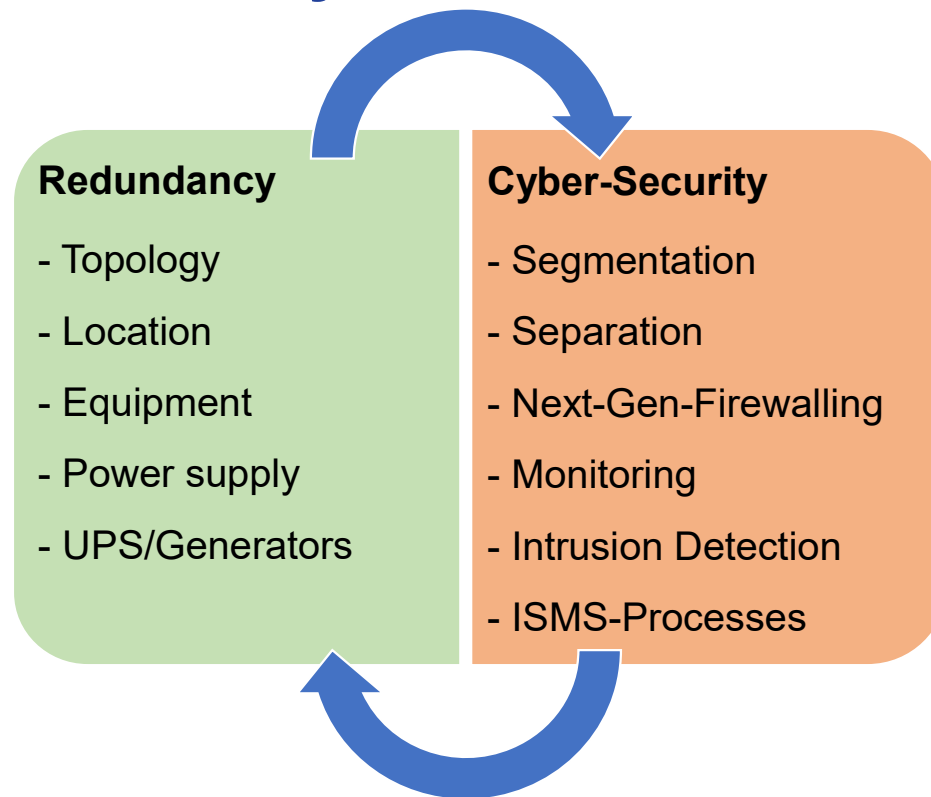 Redundancy
- Topology
- Location
- Equipment
- Power supply
- UPS/Generators
Cyber-Security
- Segmentation
- Separation
- Next-Gen-Firewalling
- Monitoring
- Intrusion Detection
- ISMS-Processes